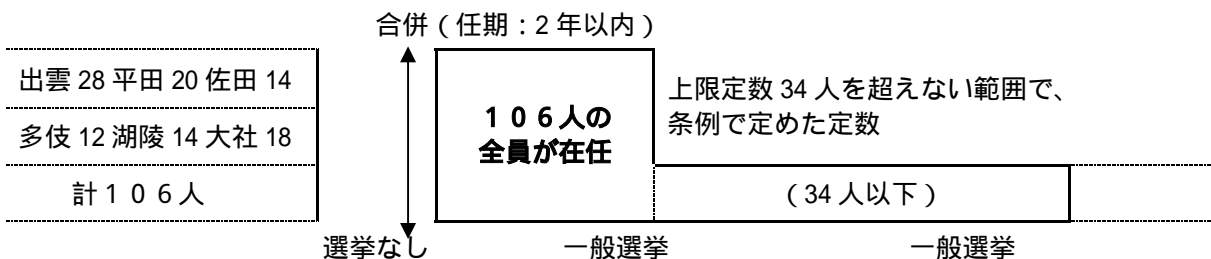 合併（任期：2年以内）
出雲 28 平田 20 佐田 14
多伎 12 湖陵 14 大社 18
計１０６人
１０６人の
全員が在任
上限定数 34 人を超えない範囲で、
条例で定めた定数
（34 人以下）
選挙なし
一般選挙
一般選挙